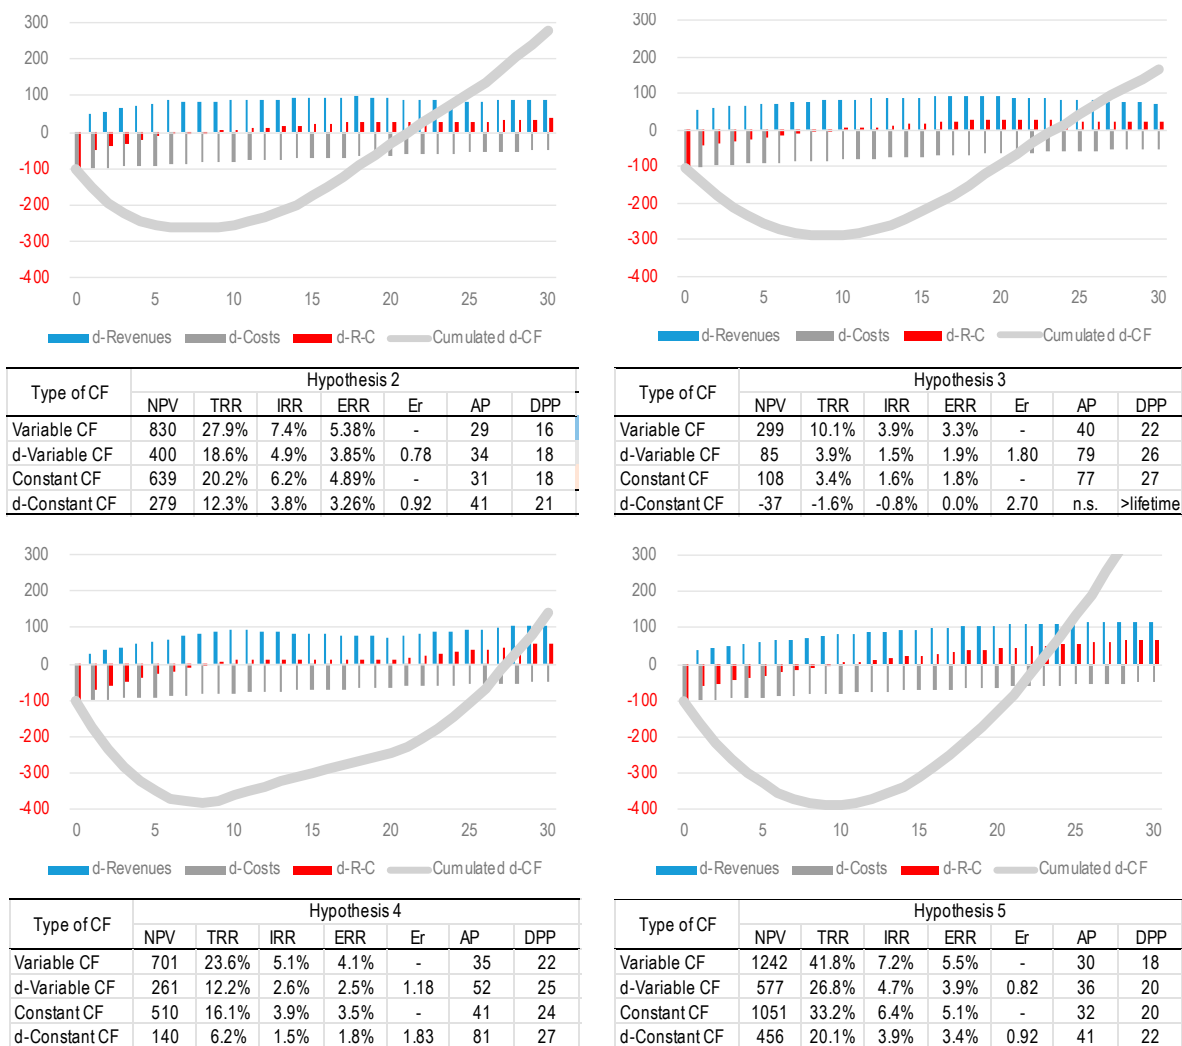 300
200
100
0
-100
-200
-300
-400
0 5 10 15 20 25 30
d-Revenues d-Costs d-R-C Cumulated d-CF
300
200
100
0
-100
-200
-300
-400
0 5 10 15 20 25 30
d-Revenues d-Costs d-R-C Cumulated d-CF
Type of CF Hypothesis 2
NPV TRR IRR ERR Er AP DPP
Variable CF 830 27.9% 7.4% 5.38% - 29 16
d-Variable CF 400 18.6% 4.9% 3.85% 0.78 34 18
Constant CF 639 20.2% 6.2% 4.89% - 31 18
d-Constant CF 279 12.3% 3.8% 3.26% 0.92 41 21
Type of CF Hypothesis 3
NPV TRR IRR ERR Er AP DPP
Variable CF 299 10.1% 3.9% 3.3% - 40 22
d-Variable CF 85 3.9% 1.5% 1.9% 1.80 79 26
Constant CF 108 3.4% 1.6% 1.8% - 77 27
d-Constant CF -37 -1.6% -0.8% 0.0% 2.70 n.s. >lifetime
300
200
100
0
-100
-200
-300
-400
0 5 10 15 20 25 30
d-Revenues d-Costs d-R-C Cumulated d-CF
300
200
100
0
-100
-200
-300
-400
0 5 10 15 20 25 30
d-Revenues d-Costs d-R-C Cumulated d-CF
Type of CF Hypothesis 4
NPV TRR IRR ERR Er AP DPP
Variable CF 701 23.6% 5.1% 4.1% - 35 22
d-Variable CF 261 12.2% 2.6% 2.5% 1.18 52 25
Constant CF 510 16.1% 3.9% 3.5% - 41 24
d-Constant CF 140 6.2% 1.5% 1.8% 1.83 81 27
Type of CF Hypothesis 5
NPV TRR IRR ERR Er AP DPP
Variable CF 1242 41.8% 7.2% 5.5% - 30 18
d-Variable CF 577 26.8% 4.7% 3.9% 0.82 36 20
Constant CF 1051 33.2% 6.4% 5.1% - 32 20
d-Constant CF 456 20.1% 3.9% 3.4% 0.92 41 22